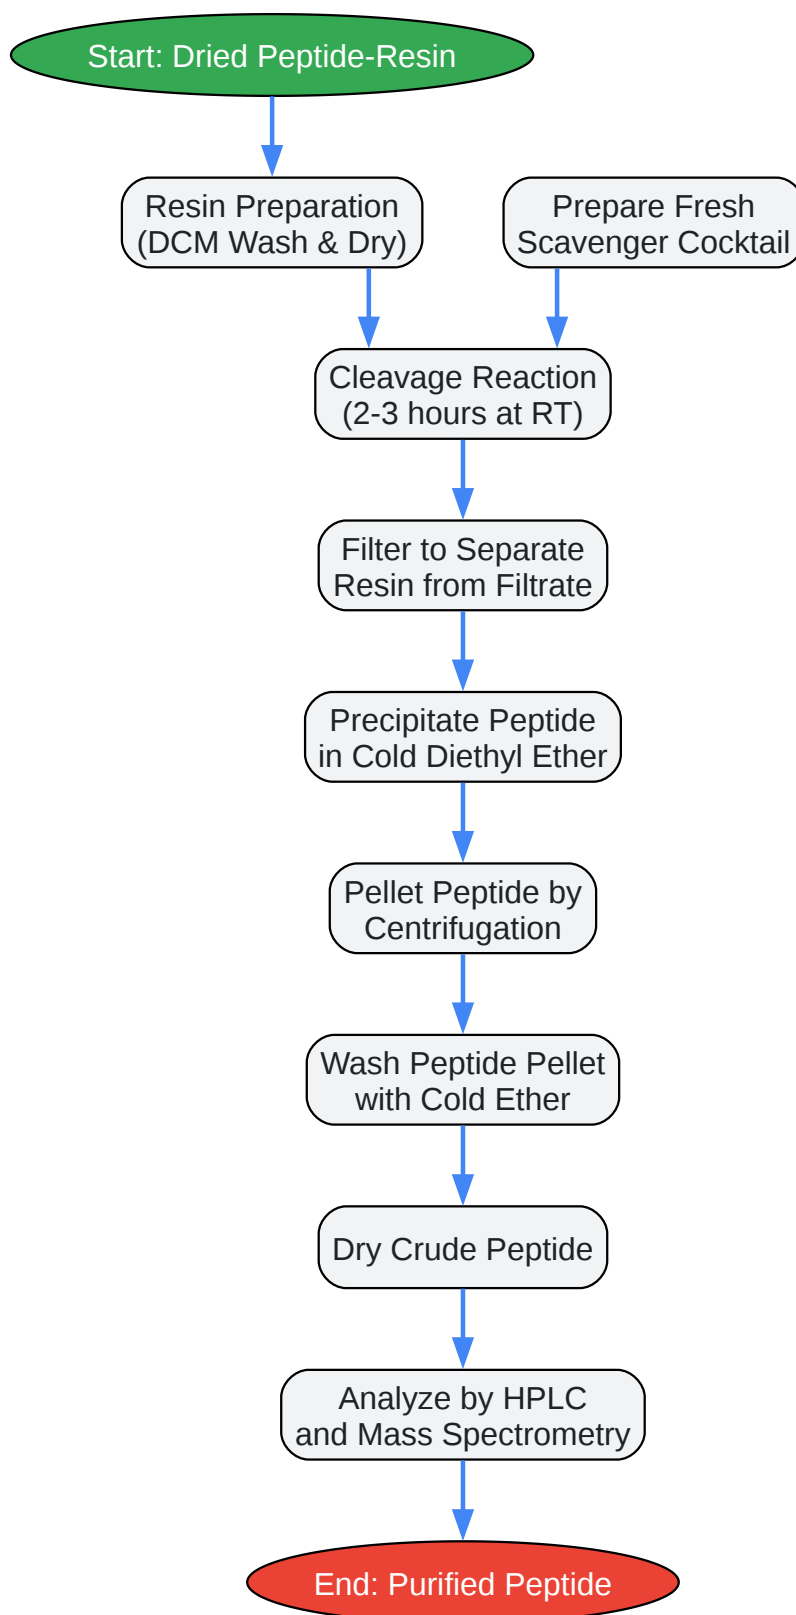 Start: Dried Peptide-Resin
Resin Preparation
(DCM Wash & Dry)
Prepare Fresh
Scavenger Cocktail
Cleavage Reaction
(2-3 hours at RT)
Filter to Separate
Resin from Filtrate
Precipitate Peptide
in Cold Diethyl Ether
Pellet Peptide by
Centrifugation
Wash Peptide Pellet
with Cold Ether
Dry Crude Peptide
Analyze by HPLC
and Mass Spectrometry
End: Purified Peptide